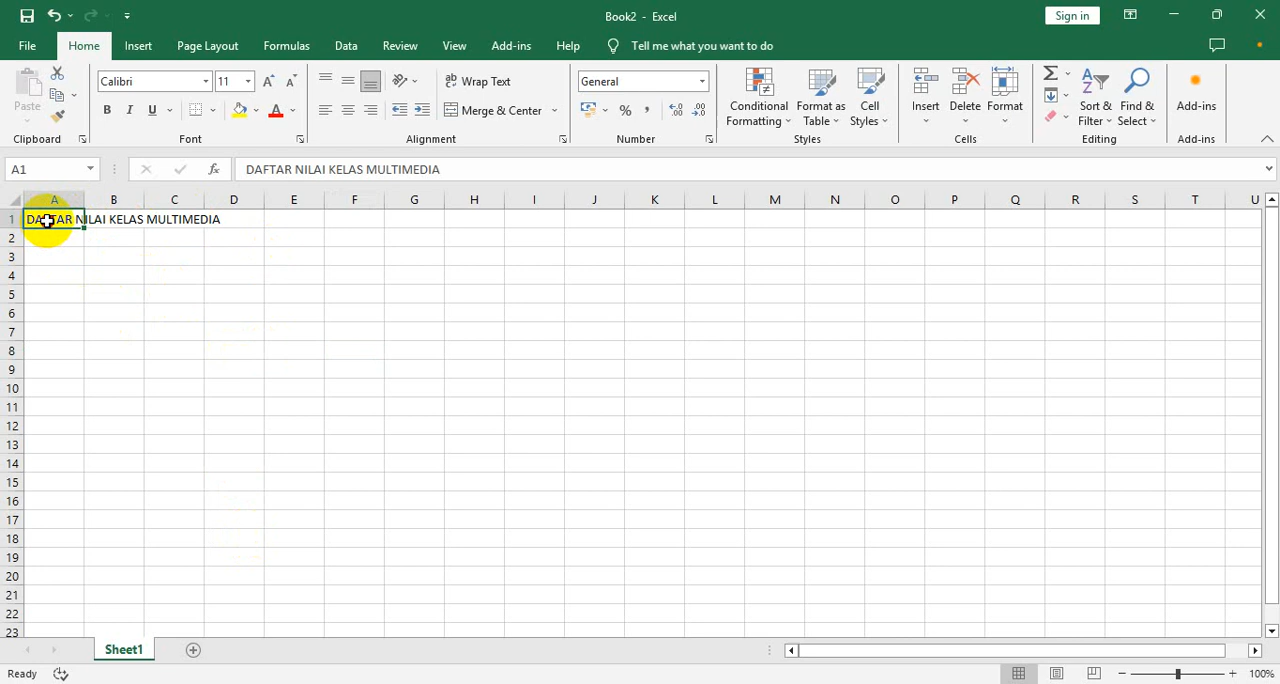 Book2 - Excel
Sign in
File Home Insert Page Layout Formulas Data Review View Add-ins Help Tell me what you want to do
Paste
Calibri 11
B I U A
Wrap Text
Merge & Center
General
Conditional Formatting
Format as Table
Cell Styles
Insert
Delete
Format
Sort & Filter
Find & Select
Add-ins
Clipboard Font Alignment Number Styles Cells Editing Add-ins
A1 fx DAFTAR NILAI KELAS MULTIMEDIA
A B C D E F G H I J K L M N O P Q R S T U
1 DAFTAR NILAI KELAS MULTIMEDIA
2
3
4
5
6
7
8
9
10
11
12
13
14
15
16
17
18
19
20
21
22
23
Sheet1
Ready 100%